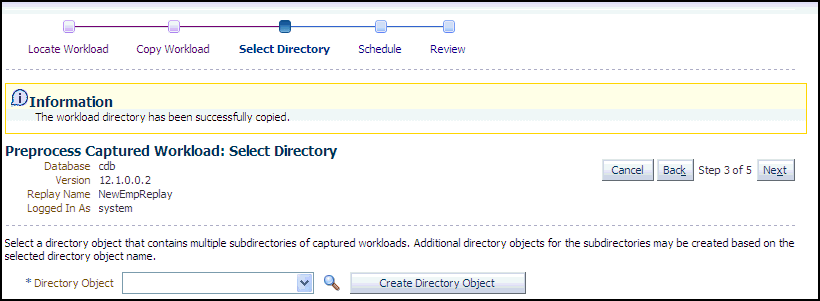 Locate Workload Copy Workload Select Directory Schedule Review
Information
The workload directory has been successfully copied.
Preprocess Captured Workload: Select Directory
Database cdb
Version 12.1.0.0.2
Replay Name NewEmpReplay
Logged In As system
Cancel Back Step 3 of 5 Next
Select a directory object that contains multiple subdirectories of captured workloads. Additional directory objects for the subdirectories may be created based on the
selected directory object name.
* Directory Object Create Directory Object